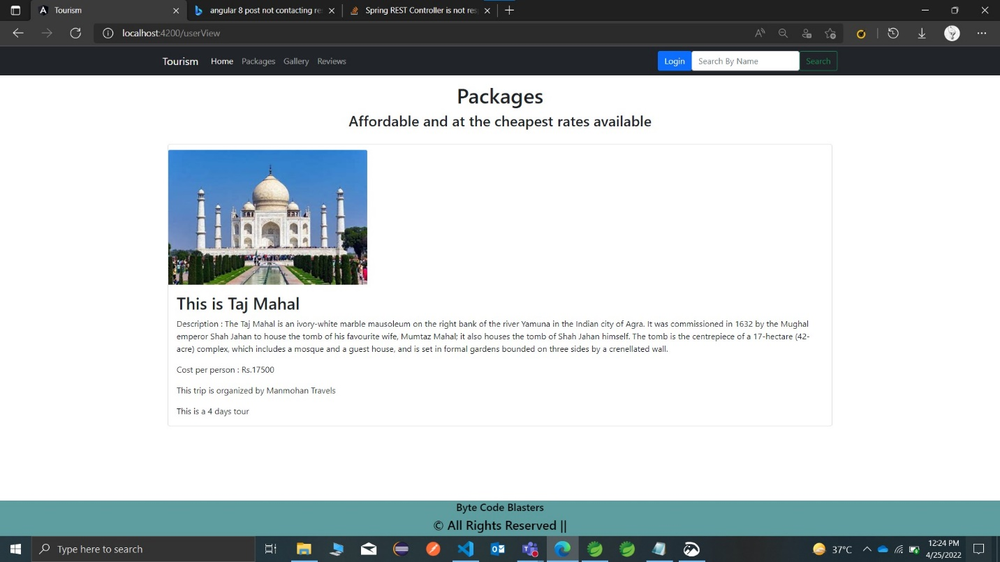 Tourism
angular 8 post not contacting re
Spring REST Controller is not res
localhost:4200/userView
Tourism Home Packages Gallery Reviews Login Search By Name Search
Packages
Affordable and at the cheapest rates available
This is Taj Mahal
Description : The Taj Mahal is an ivory-white marble mausoleum on the right bank of the river Yamuna in the Indian city of Agra. It was commissioned in 1632 by the Mughal
emperor Shah Jahan to house the tomb of his favourite wife, Mumtaz Mahal; it also houses the tomb of Shah Jahan himself. The tomb is the centrepiece of a 17-hectare (42-
acre) complex, which includes a mosque and a guest house, and is set in formal gardens bounded on three sides by a crenellated wall.
Cost per person : Rs.17500
This trip is organized by Manmohan Travels
This is a 4 days tour
Byte Code Blasters
© All Rights Reserved ||
Type here to search
37°C
12:24 PM
4/25/2022